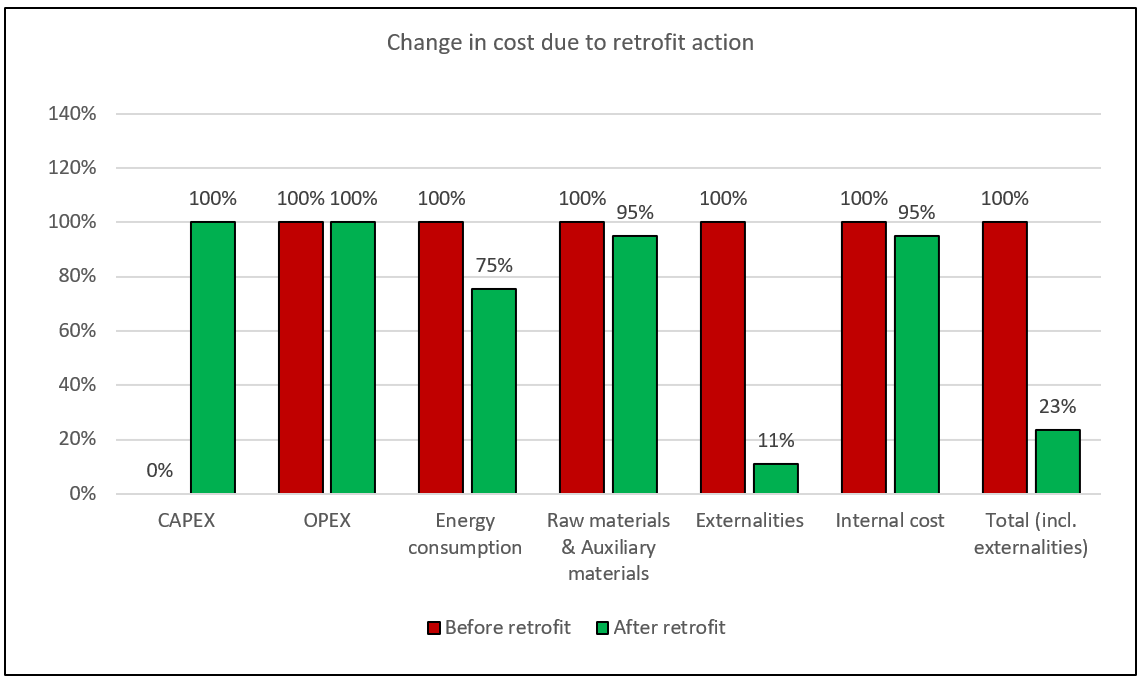 Change in cost due to retrofit action
140%
120%
100%
80%
60%
40%
20%
0%
0%
100%
100%
100%
100%
75%
100%
95%
100%
11%
100%
95%
100%
23%
CAPEX
OPEX
Energy
consumption
Raw materials
& Auxiliary
materials
Externalities
Internal cost
Total (incl.
externalities)
Before retrofit
After retrofit